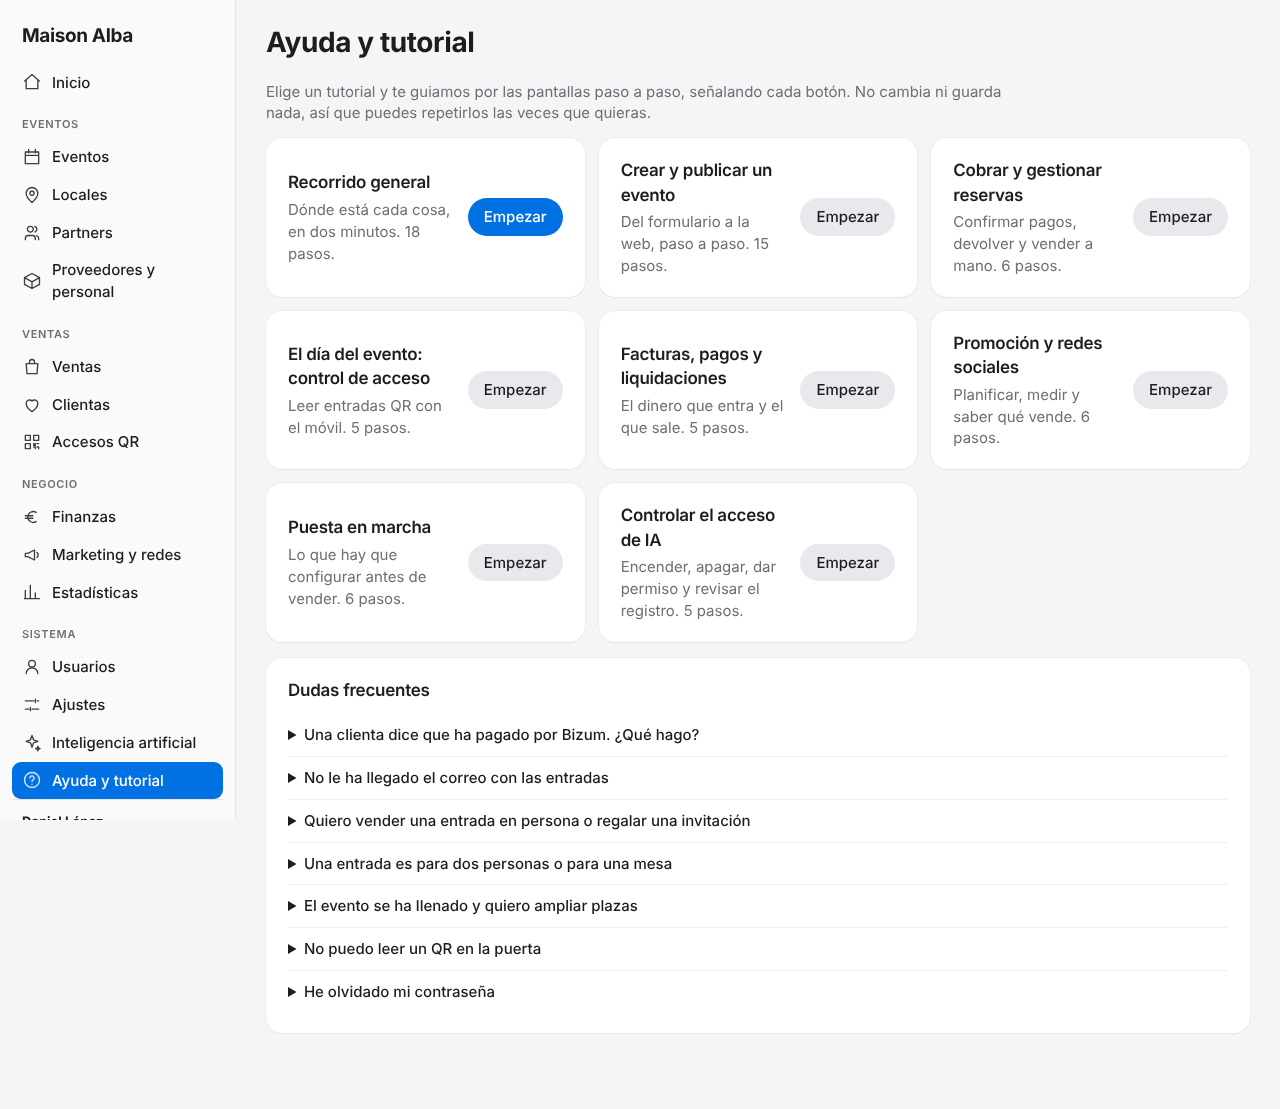 Maison Alba
Inicio
EVENTOS
Eventos
Locales
Partners
Proveedores y
personal
VENTAS
Ventas
Clientas
Accesos QR
NEGOCIO
Finanzas
Marketing y redes
Estadísticas
SISTEMA
Usuarios
Ajustes
Inteligencia artificial
Ayuda y tutorial
Daniel López
Ayuda y tutorial
Elige un tutorial y te guiamos por las pantallas paso a paso, señalando cada botón. No cambia ni guarda
nada, así que puedes repetirlos las veces que quieras.
Recorrido general
Dónde está cada cosa,
en dos minutos. 18
pasos.
Empezar
Crear y publicar un
evento
Del formulario a la
web, paso a paso. 15
pasos.
Empezar
Cobrar y gestionar
reservas
Confirmar pagos,
devolver y vender a
mano. 6 pasos.
Empezar
El día del evento:
control de acceso
Leer entradas QR con
el móvil. 5 pasos.
Empezar
Facturas, pagos y
liquidaciones
El dinero que entra y el
que sale. 5 pasos.
Empezar
Promoción y redes
sociales
Planificar, medir y
saber qué vende. 6
pasos.
Empezar
Puesta en marcha
Lo que hay que
configurar antes de
vender. 6 pasos.
Empezar
Controlar el acceso
de IA
Encender, apagar, dar
permiso y revisar el
registro. 5 pasos.
Empezar
Dudas frecuentes
Una clienta dice que ha pagado por Bizum. ¿Qué hago?
No le ha llegado el correo con las entradas
Quiero vender una entrada en persona o regalar una invitación
Una entrada es para dos personas o para una mesa
El evento se ha llenado y quiero ampliar plazas
No puedo leer un QR en la puerta
He olvidado mi contraseña